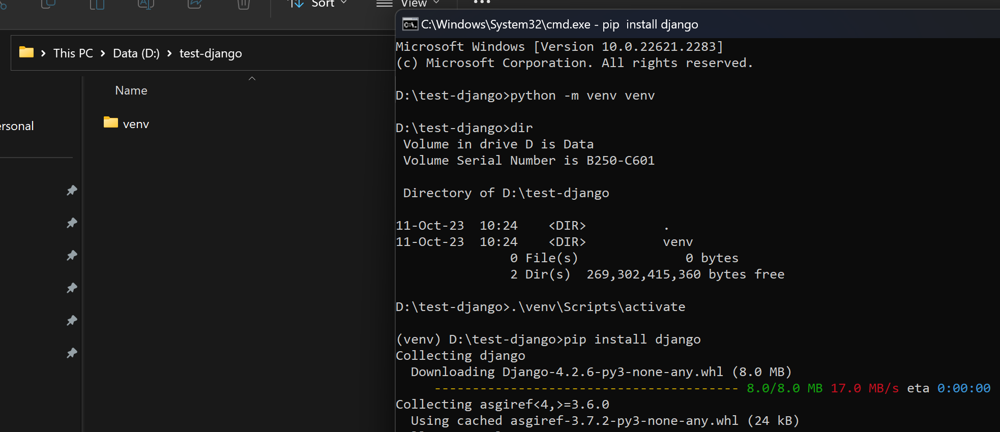 Sort
View
This PC
Data (D:)
test-django
Name
ersonal
venv
C:\Windows\System32\cmd.exe - pip  install django
Microsoft Windows [Version 10.0.22621.2283]
(c) Microsoft Corporation. All rights reserved.
D:\test-django>python -m venv venv
D:\test-django>dir
 Volume in drive D is Data
 Volume Serial Number is B250-C601
 Directory of D:\test-django
11-Oct-23  10:24    <DIR>          .
11-Oct-23  10:24    <DIR>          venv
               0 File(s)              0 bytes
               2 Dir(s)  269,302,415,360 bytes free
D:\test-django>.\venv\Scripts\activate
(venv) D:\test-django>pip install django
Collecting django
  Downloading Django-4.2.6-py3-none-any.whl (8.0 MB)
     ---------------------------------------- 8.0/8.0 MB 17.0 MB/s eta 0:00:00
Collecting asgiref<4,>=3.6.0
  Using cached asgiref-3.7.2-py3-none-any.whl (24 kB)